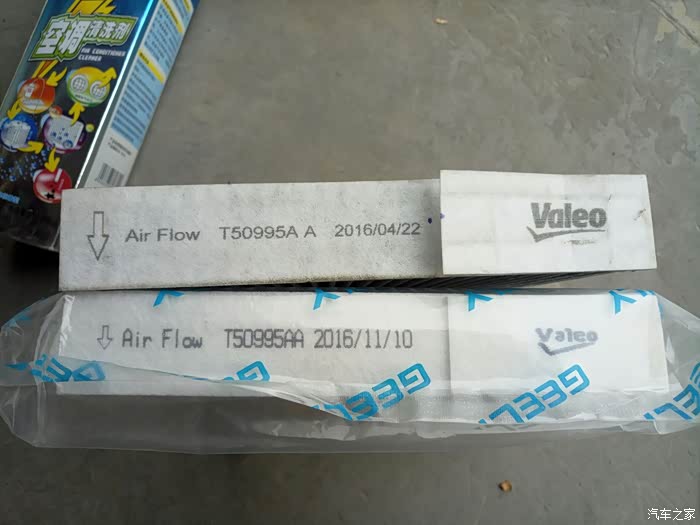 空调清洗剂
AIR CONDITIONER
CLEANER
Air Flow T50995A A 2016/04/22
Valeo
Air Flow T50995AA 2016/11/10
Valeo
GEELY
GEELY
汽车之家